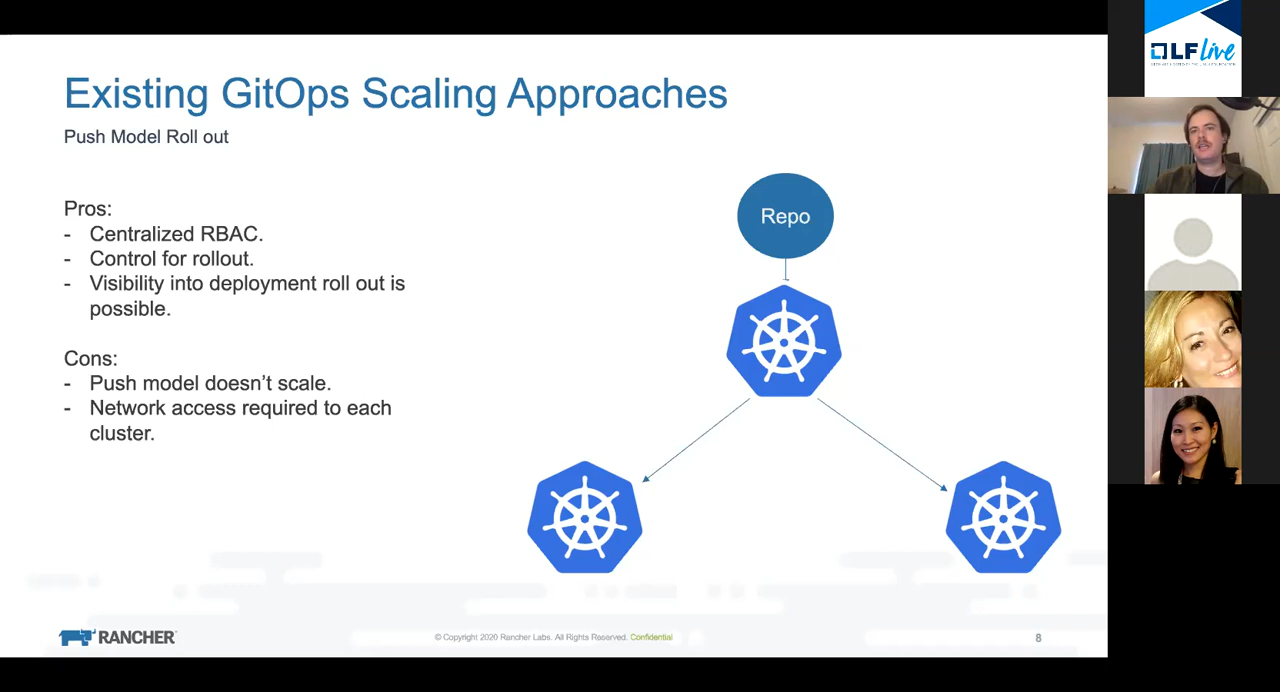 Existing GitOps Scaling Approaches
Push Model Roll out
Pros:
- Centralized RBAC.
- Control for rollout.
- Visibility into deployment roll out is
possible.
Cons:
- Push model doesn’t scale.
- Network access required to each
cluster.
Repo
RANCHER
© Copyright 2020 Rancher Labs. All Rights Reserved. Confidential
8
LF Live